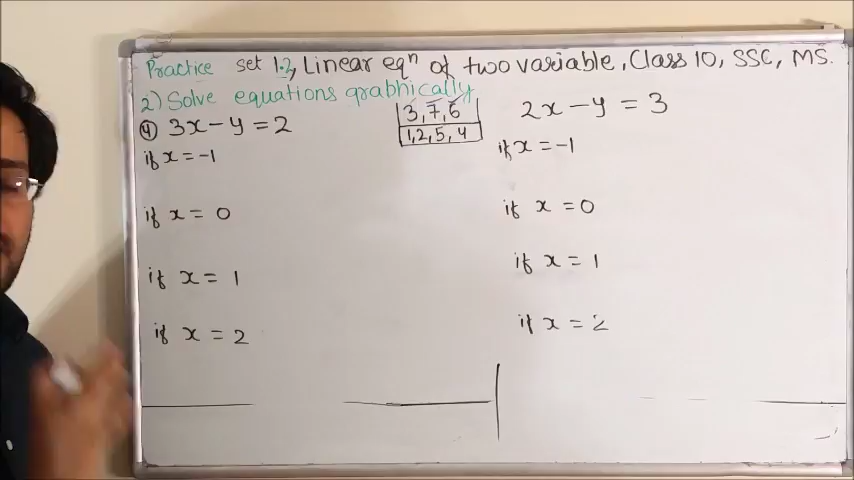 Practice set 1.2, Linear eqn of two variable, Class 10, SSC, MS.
2) Solve equations graphically
3, 7, 6
1, 2, 5, 4
④ 3x - y = 2
if x = -1
if x = 0
if x = 1
if x = 2
2x - y = 3
if x = -1
if x = 0
if x = 1
if x = 2